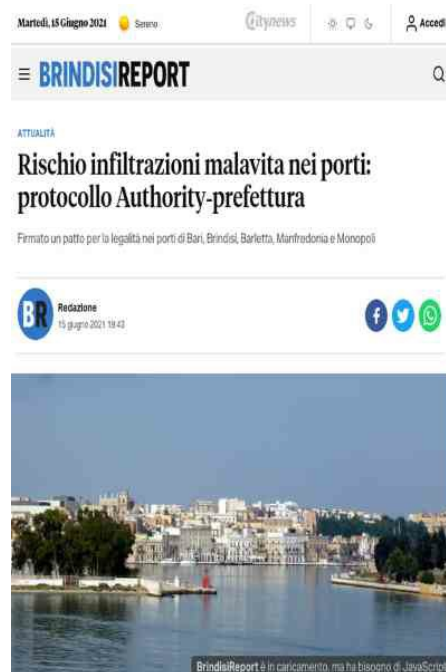 Martedì, 15 Giugno 2021 Sereno Citynews Accedi
BRINDISIREPORT
ATTUALITÀ
Rischio infiltrazioni malavita nei porti:
protocollo Authority-prefettura
Firmato un patto per la legalità nei porti di Bari, Brindisi, Barletta, Manfredonia e Monopoli
BR
Redazione
15 giugno 2021 18:43
BrindisiReport è in caricamento, ma ha bisogno di JavaScript